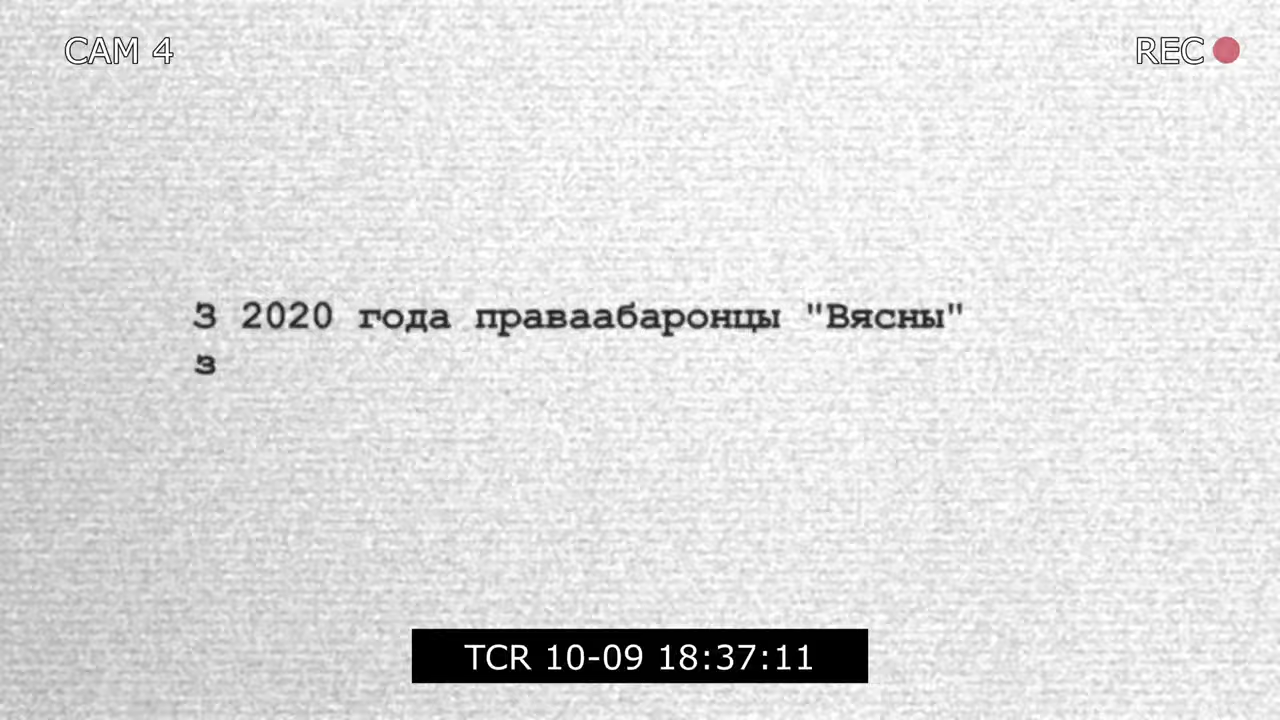 CAM 4
REC
З 2020 года праваабаронцы "Вясны"
з
TCR 10-09 18:37:11